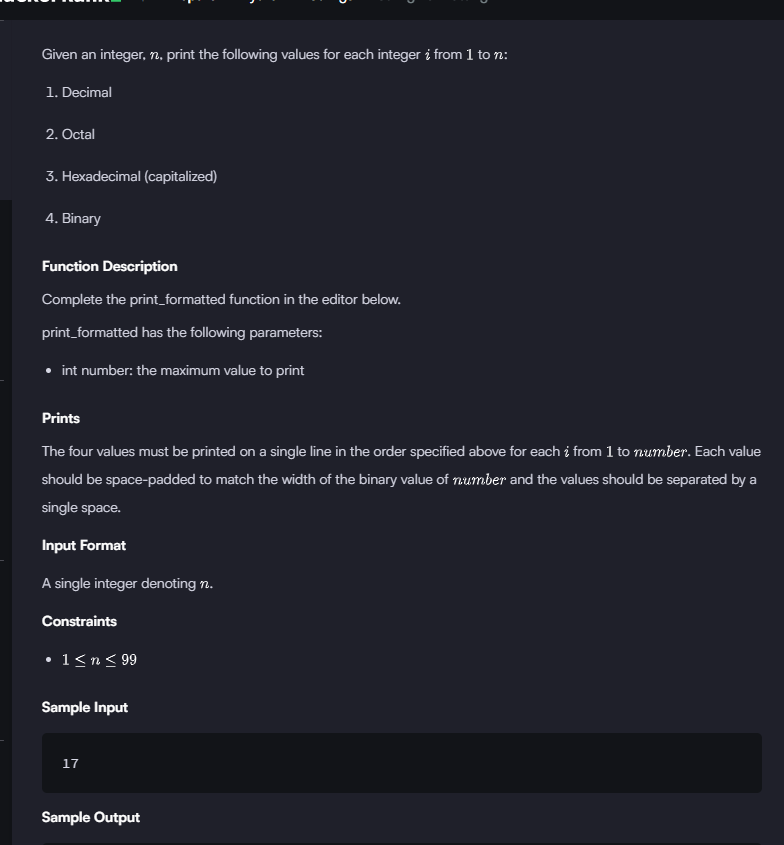 Given an integer, n, print the following values for each integer i from 1 to n:
1. Decimal
2. Octal
3. Hexadecimal (capitalized)
4. Binary
Function Description
Complete the print_formatted function in the editor below.
print_formatted has the following parameters:
• int number: the maximum value to print
Prints
The four values must be printed on a single line in the order specified above for each i from 1 to number. Each value
should be space-padded to match the width of the binary value of number and the values should be separated by a
single space.
Input Format
A single integer denoting n.
Constraints
• 1 ≤ n ≤ 99
Sample Input
17
Sample Output